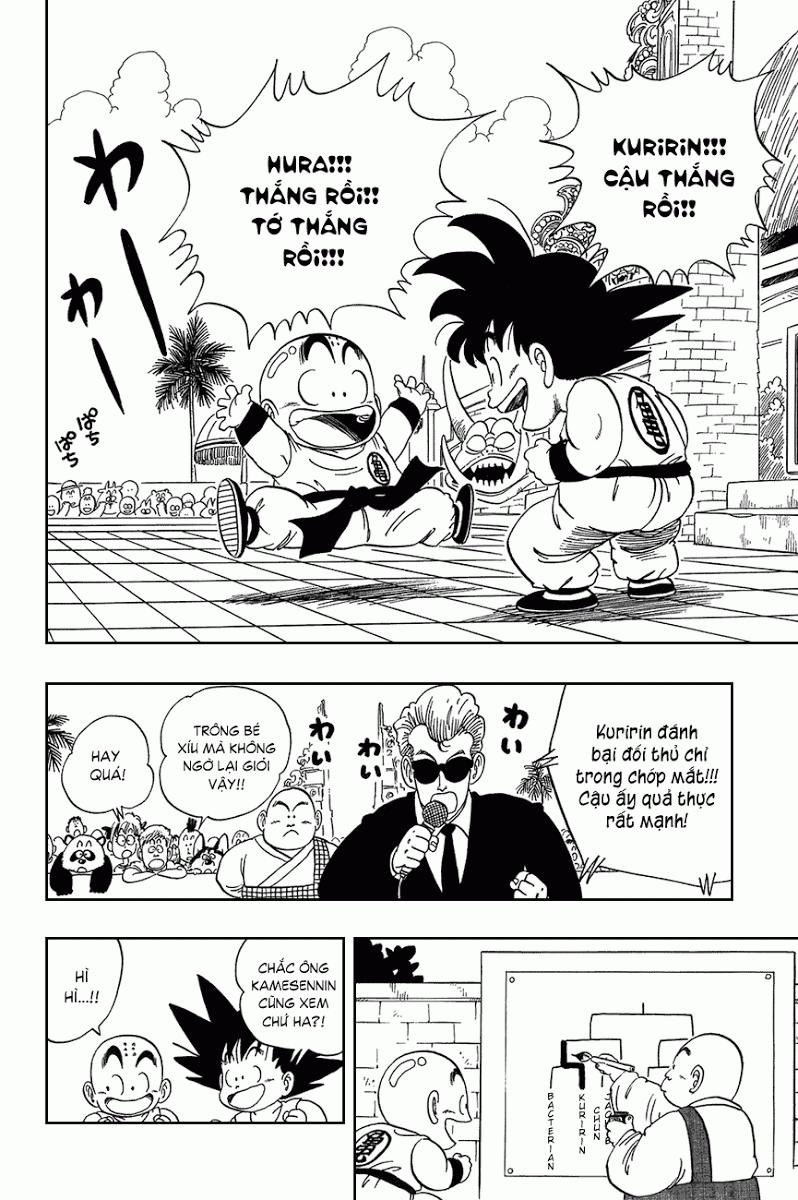 KURIRIN!!!
CẬU THẮNG
RỒI!!
HURA!!!
THẮNG RỒI!!
TỚ THẮNG
RỒI!!!
わーわー
ぱちぱち
Kuririn đánh
bại đối thủ chỉ
trong chớp mắt!!!
Cậu ấy quả thực
rất mạnh!
わいわい
TRÔNG BÉ
XÍU MÀ KHÔNG
NGỜ LẠI GIỎI
VẬY!!
HAY
QUÁ!
CHẮC ÔNG
KAMESENNIN
CŨNG XEM
CHỨ HA?!
HÌ
HÌ...!!
BACTERIAN
KURIRIN
CHUN